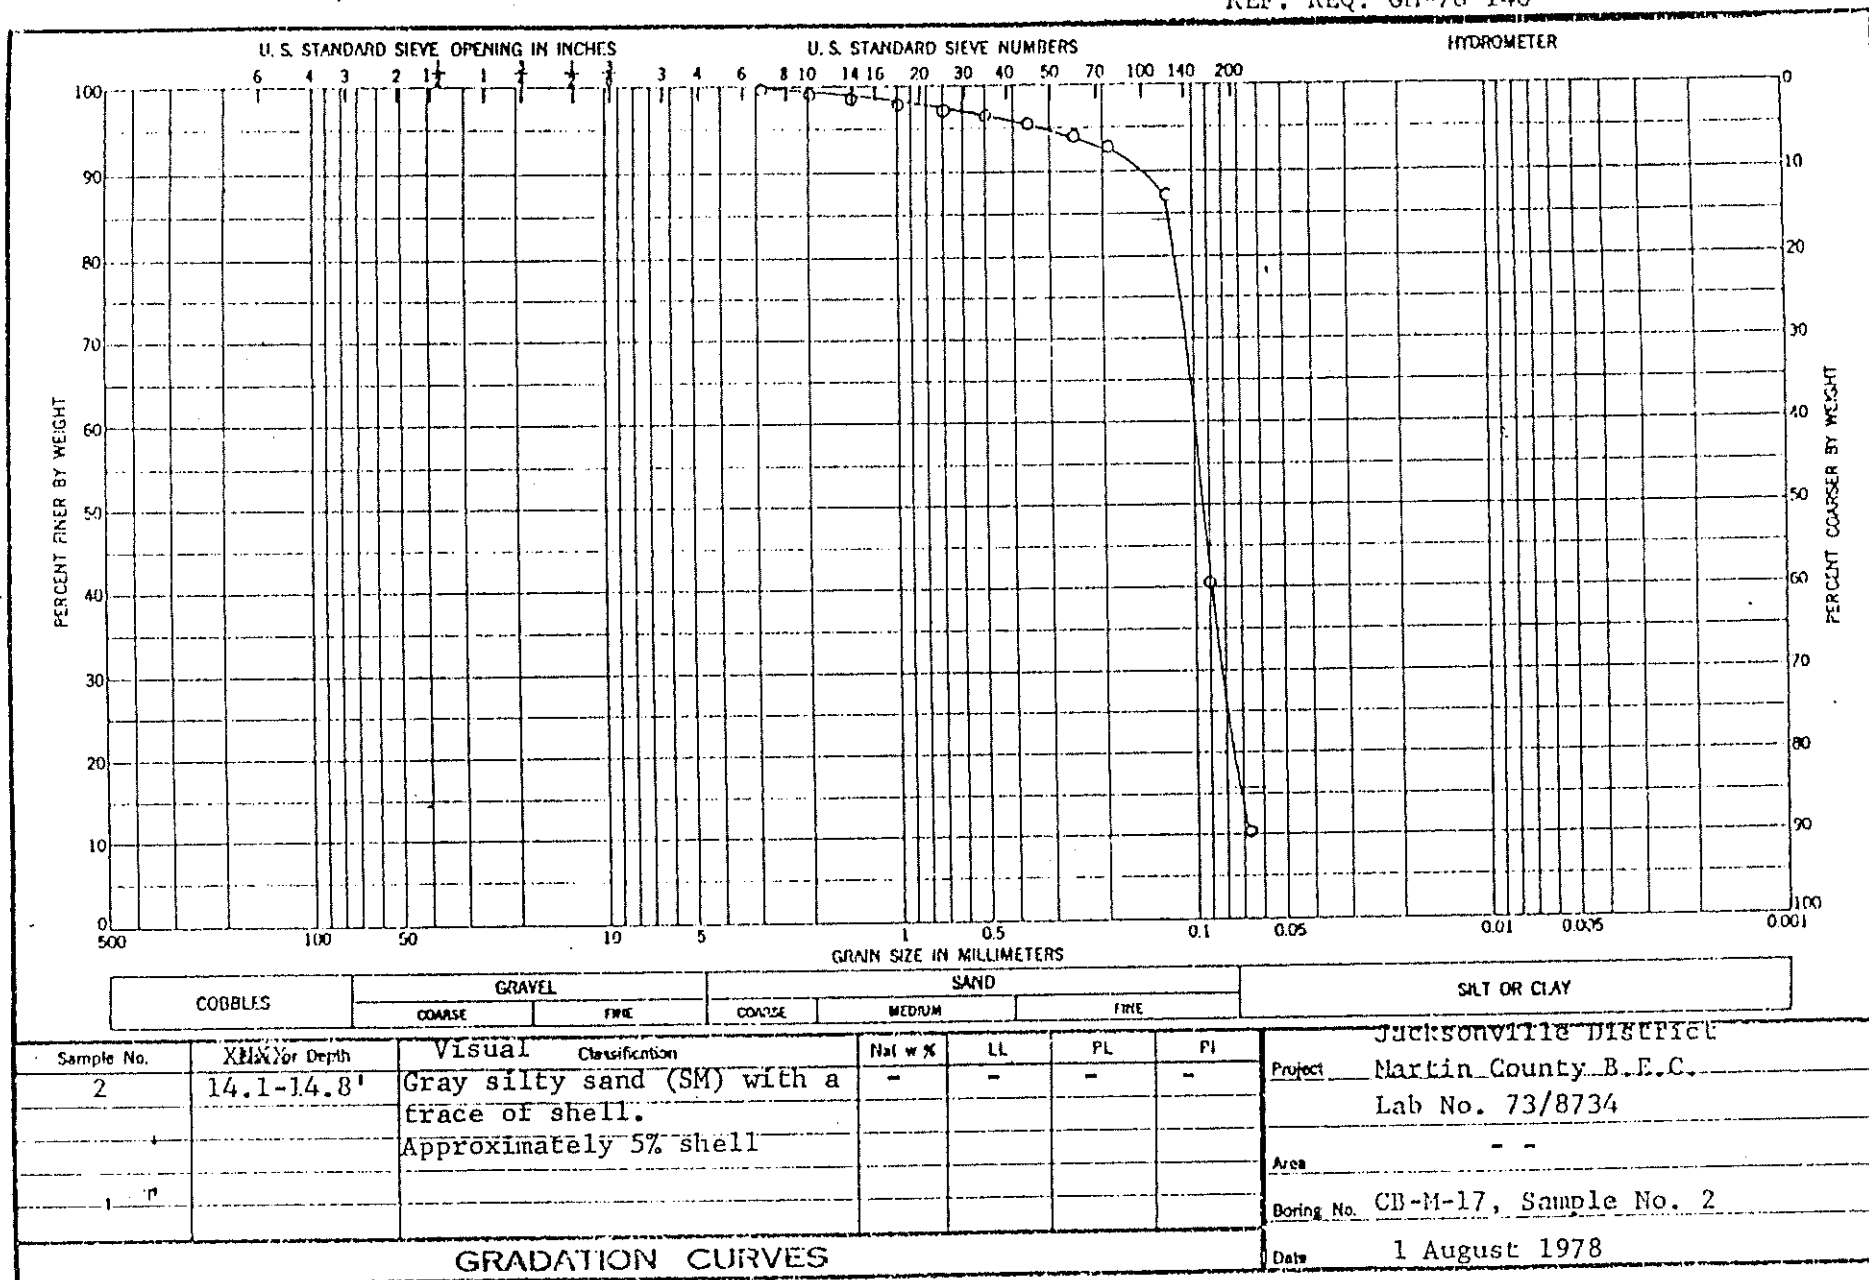 REF. REQ. GH-78-140
U. S. STANDARD SIEVE OPENING IN INCHES U. S. STANDARD SIEVE NUMBERS HYDROMETER
6 4 3 2 1½ 1 3 4 6 8 10 14 16 20 30 40 50 70 100 140 200
100 0
90 10
80 20
70 30
60 40
50 50
40 60
30 70
20 80
10 90
0 100
PERCENT FINER BY WEIGHT
PERCENT COARSER BY WEIGHT
500 100 50 10 5 1 0.5 0.1 0.05 0.01 0.005 0.001
GRAIN SIZE IN MILLIMETERS
COBBLES GRAVEL SAND SILT OR CLAY
COARSE FINE COARSE MEDIUM FINE
Sample No. or Depth Visual Classification Nat w % LL PL PI
2 14.1-14.8' Gray silty sand (SM) with a - - - -
trace of shell.
Approximately 5% shell
Jacksonville District
Project Martin County B.E.C.
Lab No. 73/8734
Area - -
Boring No. CB-M-17, Sample No. 2
Date 1 August 1978
GRADATION CURVES